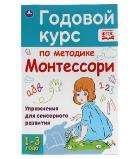 Годовой
курс
по методике
Монтессори
Упражнения
для сенсорного
развития
1-3
года